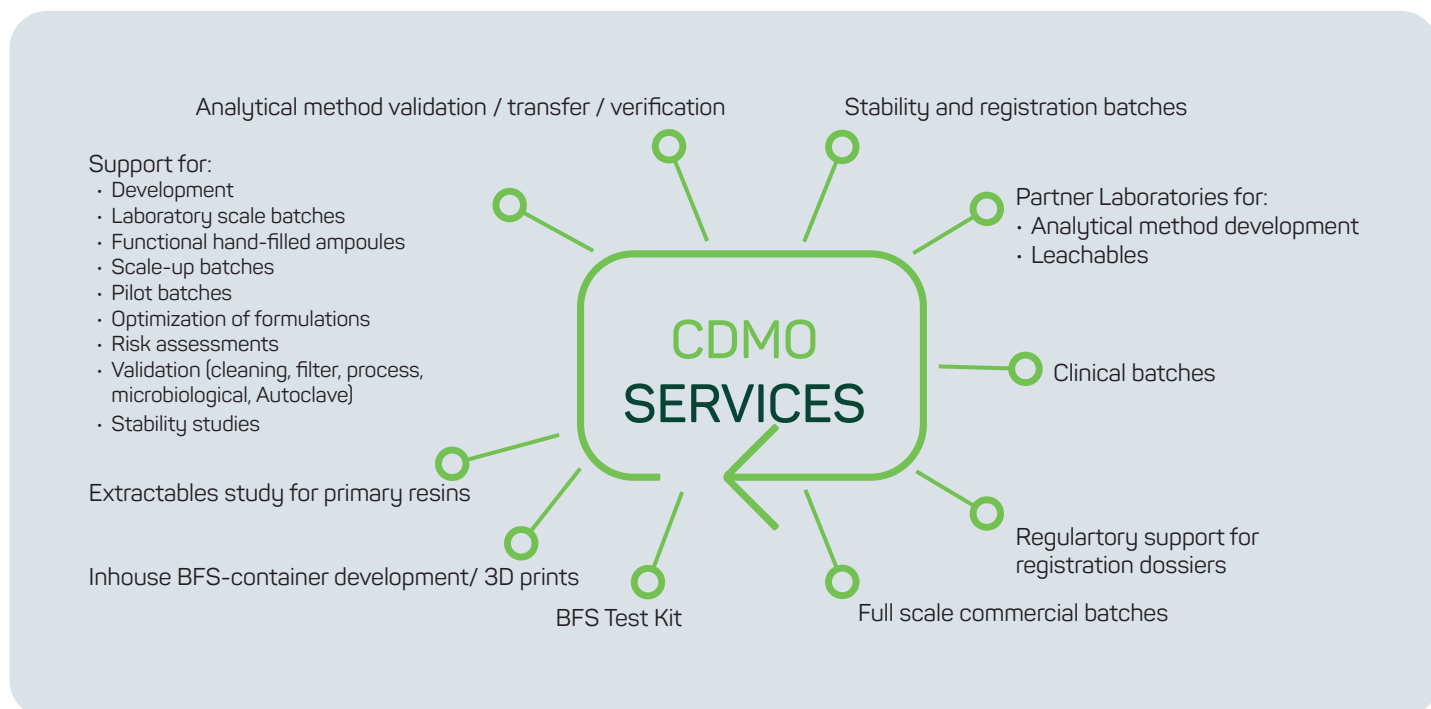 Analytical method validation / transfer / verification
Stability and registration batches
Support for:
· Development
· Laboratory scale batches
· Functional hand-filled ampoules
· Scale-up batches
· Pilot batches
· Optimization of formulations
· Risk assessments
· Validation (cleaning, filter, process,
microbiological, Autoclave)
· Stability studies
Partner Laboratories for:
· Analytical method development
· Leachables
CDMO
SERVICES
Clinical batches
Extractables study for primary resins
Regulartory support for
registration dossiers
Inhouse BFS-container development/ 3D prints
BFS Test Kit
Full scale commercial batches